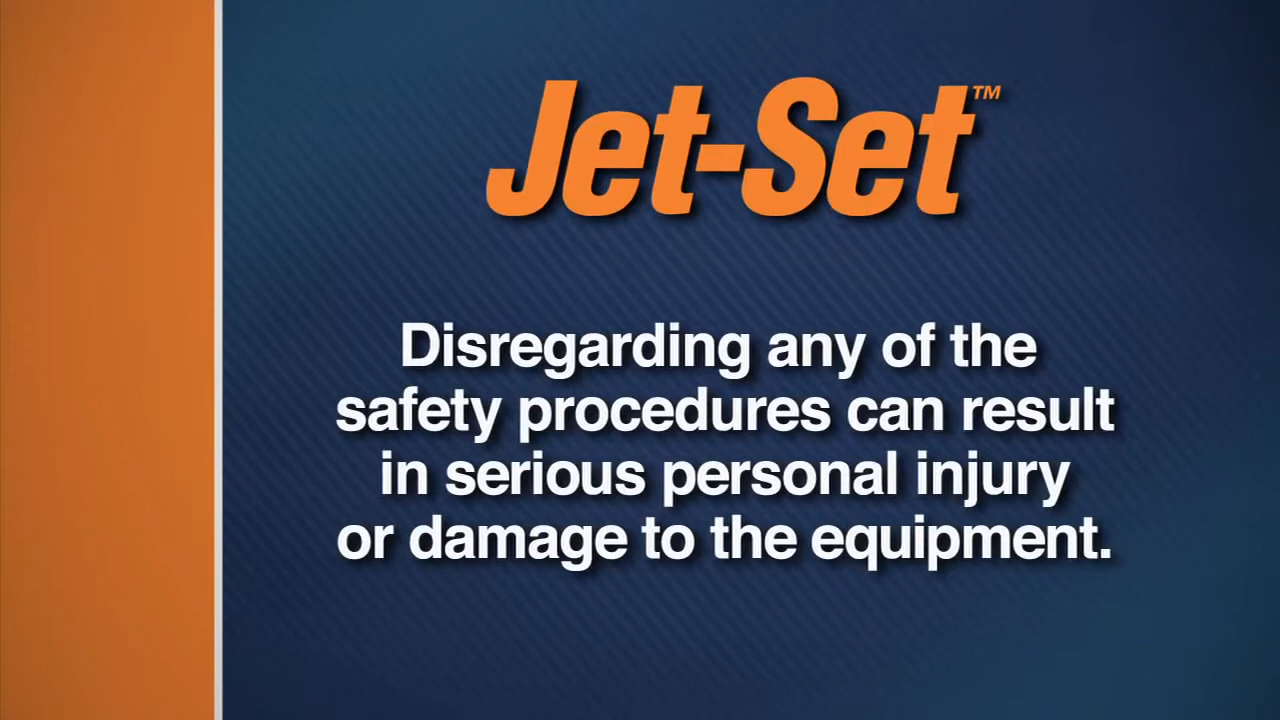 Jet-Set™
Disregarding any of the
safety procedures can result
in serious personal injury
or damage to the equipment.